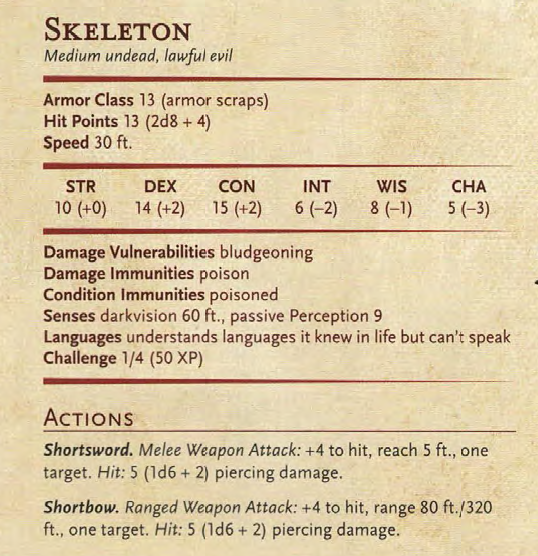 SKELETON
Medium undead, lawful evil
Armor Class 13 (armor scraps)
Hit Points 13 (2d8 + 4)
Speed 30 ft.
STR DEX CON INT WIS CHA
10 (+0) 14 (+2) 15 (+2) 6 (–2) 8 (–1) 5 (–3)
Damage Vulnerabilities bludgeoning
Damage Immunities poison
Condition Immunities poisoned
Senses darkvision 60 ft., passive Perception 9
Languages understands languages it knew in life but can't speak
Challenge 1/4 (50 XP)
ACTIONS
Shortsword. Melee Weapon Attack: +4 to hit, reach 5 ft., one
target. Hit: 5 (1d6 + 2) piercing damage.
Shortbow. Ranged Weapon Attack: +4 to hit, range 80 ft./320
ft., one target. Hit: 5 (1d6 + 2) piercing damage.